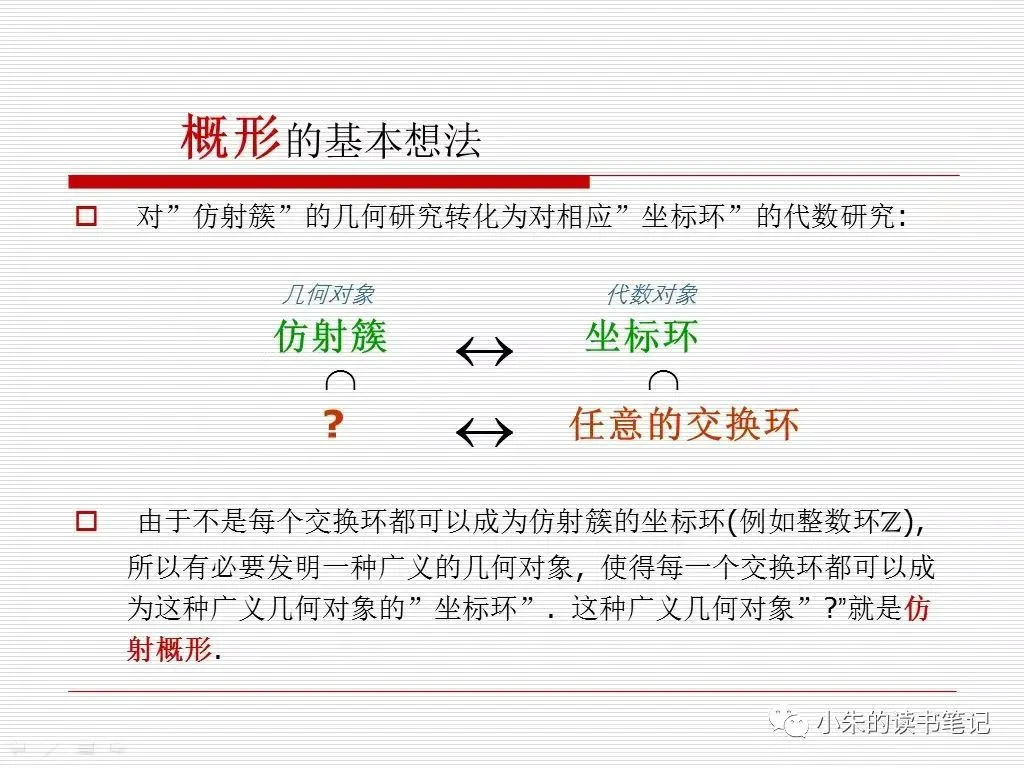 概形的基本想法
对”仿射簇”的几何研究转化为对相应”坐标环”的代数研究:
几何对象 代数对象
仿射簇 ↔ 坐标环
∩ ∩
? ↔ 任意的交换环
由于不是每个交换环都可以成为仿射簇的坐标环(例如整数环ℤ),
所以有必要发明一种广义的几何对象, 使得每一个交换环都可以成
为这种广义几何对象的”坐标环”. 这种广义几何对象”?”就是仿
射概形.
小朱的读书笔记